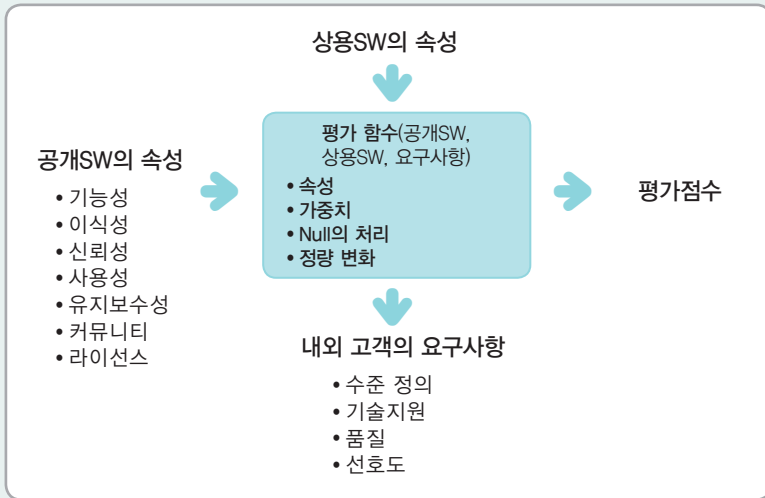 상용SW의 속성
평가 함수(공개SW,
상용SW, 요구사항)
• 속성
• 가중치
• Null의 처리
• 정량 변화
공개SW의 속성
• 기능성
• 이식성
• 신뢰성
• 사용성
• 유지보수성
• 커뮤니티
• 라이선스
평가점수
내외 고객의 요구사항
• 수준 정의
• 기술지원
• 품질
• 선호도